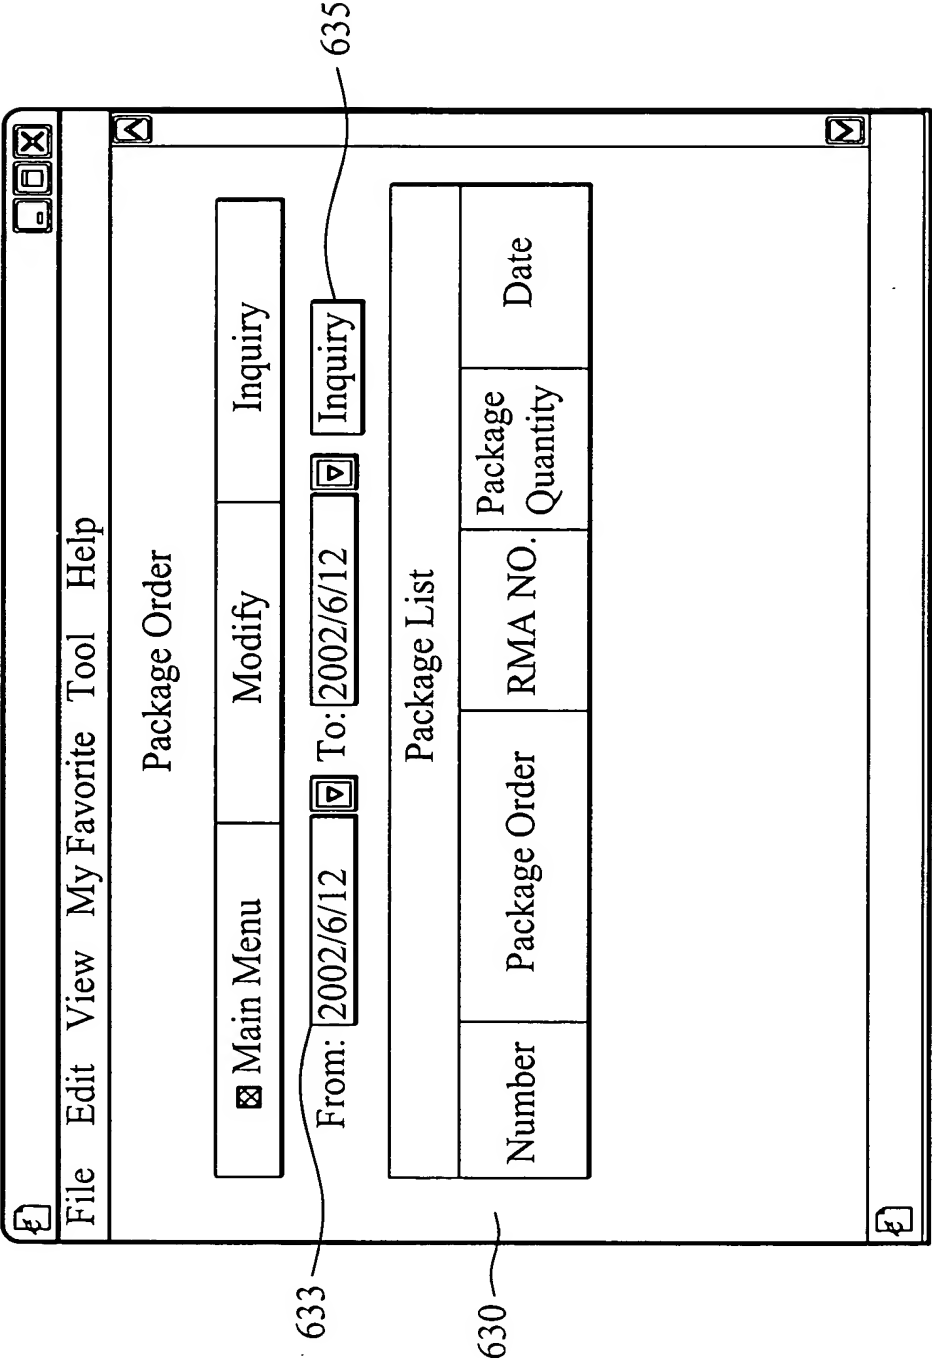 635
File Edit View My Favorite Tool Help
Package Order
Main Menu Modify Inquiry
From: 2002/6/12 To: 2002/6/12 Inquiry
633
Package List
Number Package Order RMA NO. Package Quantity Date
630